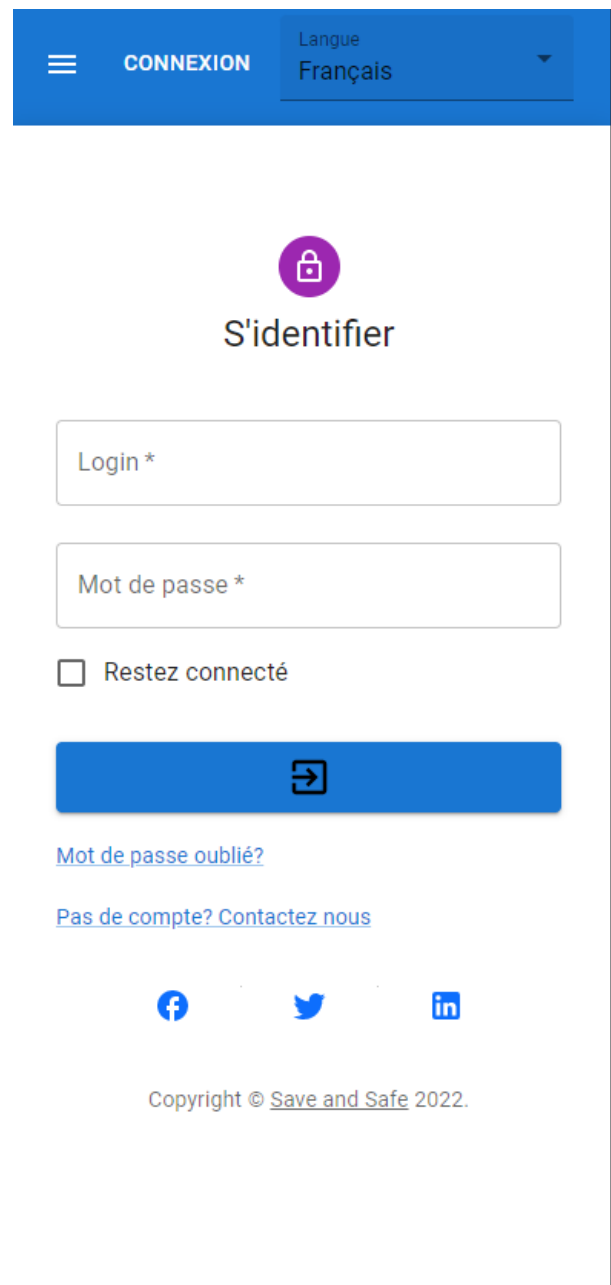 CONNEXION
Langue
Français
S'identifier
Login *
Mot de passe *
Restez connecté
Mot de passe oublié?
Pas de compte? Contactez nous
Copyright © Save and Safe 2022.